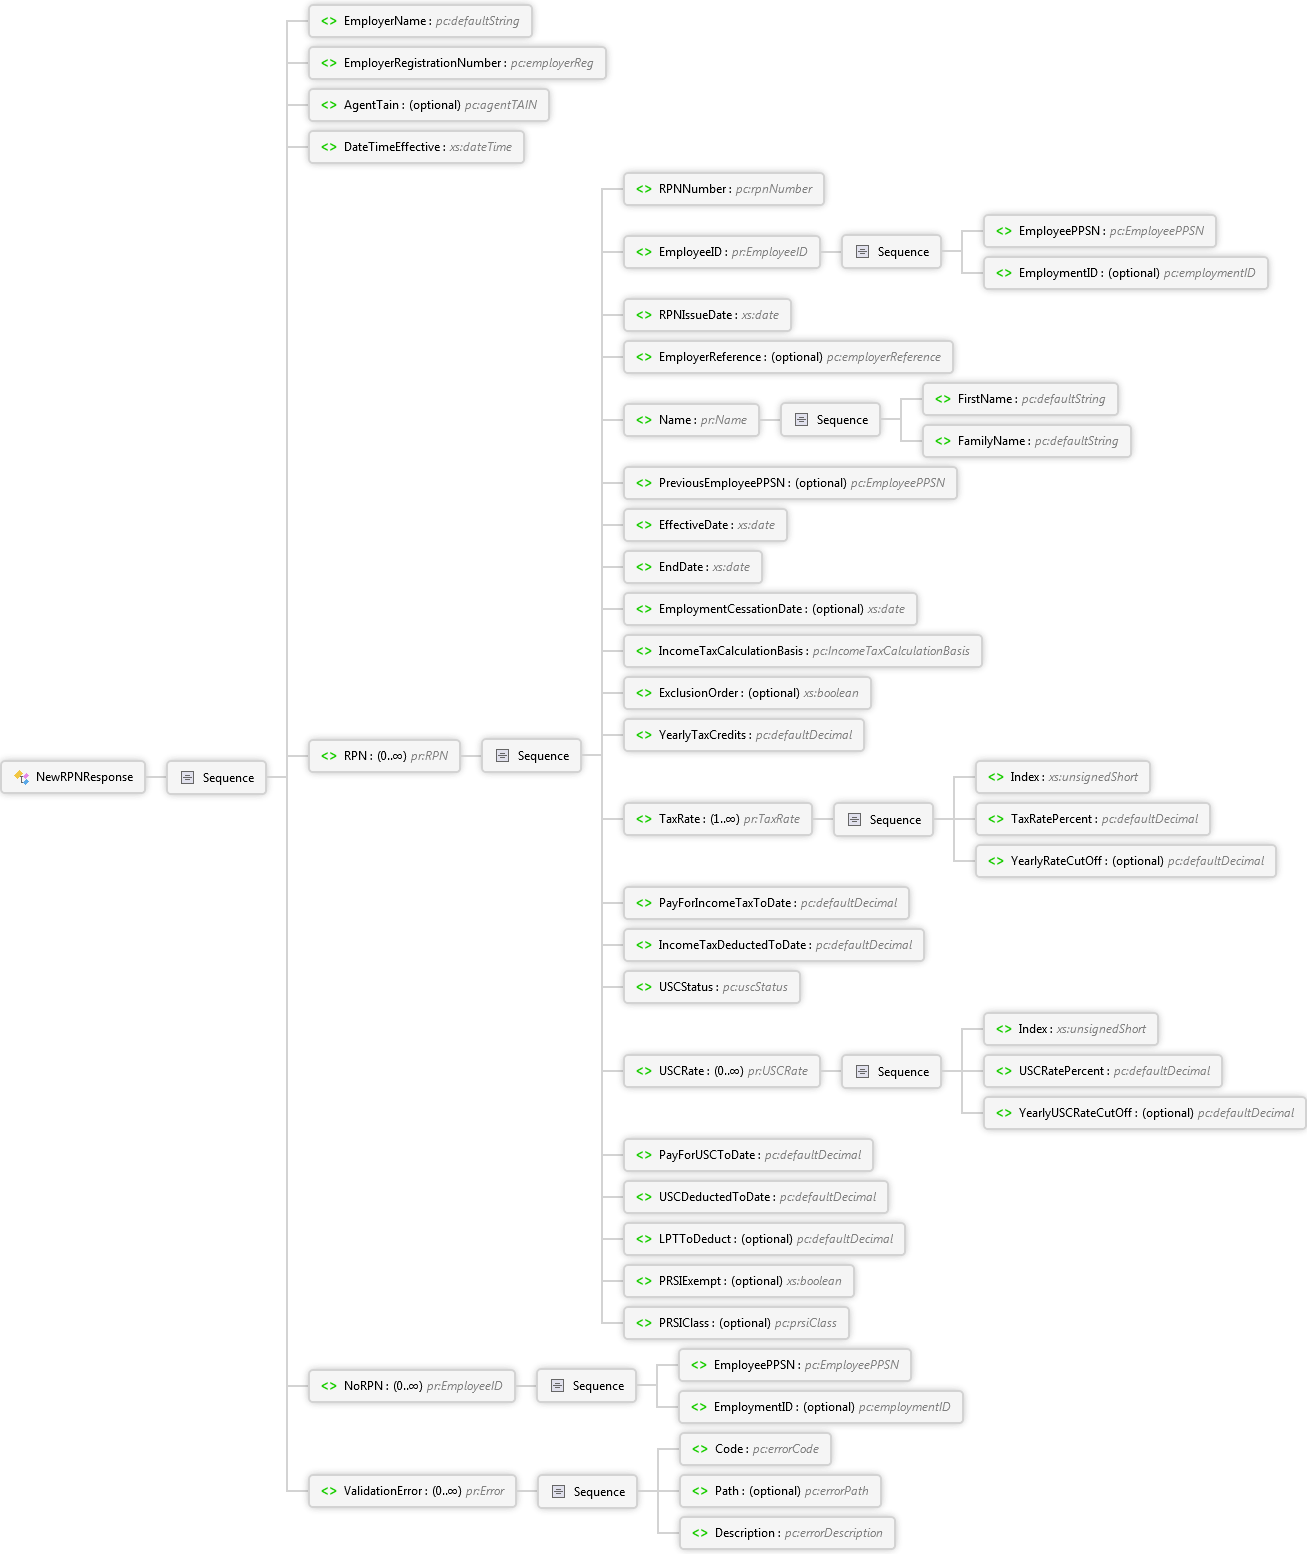 EmployerName : pc:defaultString
EmployerRegistrationNumber : pc:employerReg
AgentTain : (optional) pc:agentTAIN
DateTimeEffective : xs:dateTime
RPNNumber : pc:rpnNumber
EmployeePPSN : pc:EmployeePPSN
EmployeeID : pr:EmployeeID Sequence
EmploymentID : (optional) pc:employmentID
RPNIssueDate : xs:date
EmployerReference : (optional) pc:employerReference
FirstName : pc:defaultString
Name : pr:Name Sequence
FamilyName : pc:defaultString
PreviousEmployeePPSN : (optional) pc:EmployeePPSN
EffectiveDate : xs:date
EndDate : xs:date
EmploymentCessationDate : (optional) xs:date
IncomeTaxCalculationBasis : pc:IncomeTaxCalculationBasis
ExclusionOrder : (optional) xs:boolean
YearlyTaxCredits : pc:defaultDecimal
RPN : (0..∞) pr:RPN Sequence
NewRPNResponse Sequence
Index : xs:unsignedShort
TaxRate : (1..∞) pr:TaxRate Sequence
TaxRatePercent : pc:defaultDecimal
YearlyRateCutOff : (optional) pc:defaultDecimal
PayForIncomeTaxToDate : pc:defaultDecimal
IncomeTaxDeductedToDate : pc:defaultDecimal
USCStatus : pc:uscStatus
Index : xs:unsignedShort
USCRate : (0..∞) pr:USCRate Sequence
USCRatePercent : pc:defaultDecimal
YearlyUSCRateCutOff : (optional) pc:defaultDecimal
PayForUSCToDate : pc:defaultDecimal
USCDeductedToDate : pc:defaultDecimal
LPTToDeduct : (optional) pc:defaultDecimal
PRSIExempt : (optional) xs:boolean
PRSIClass : (optional) pc:prsiClass
EmployeePPSN : pc:EmployeePPSN
NoRPN : (0..∞) pr:EmployeeID Sequence
EmploymentID : (optional) pc:employmentID
Code : pc:errorCode
ValidationError : (0..∞) pr:Error Sequence
Path : (optional) pc:errorPath
Description : pc:errorDescription